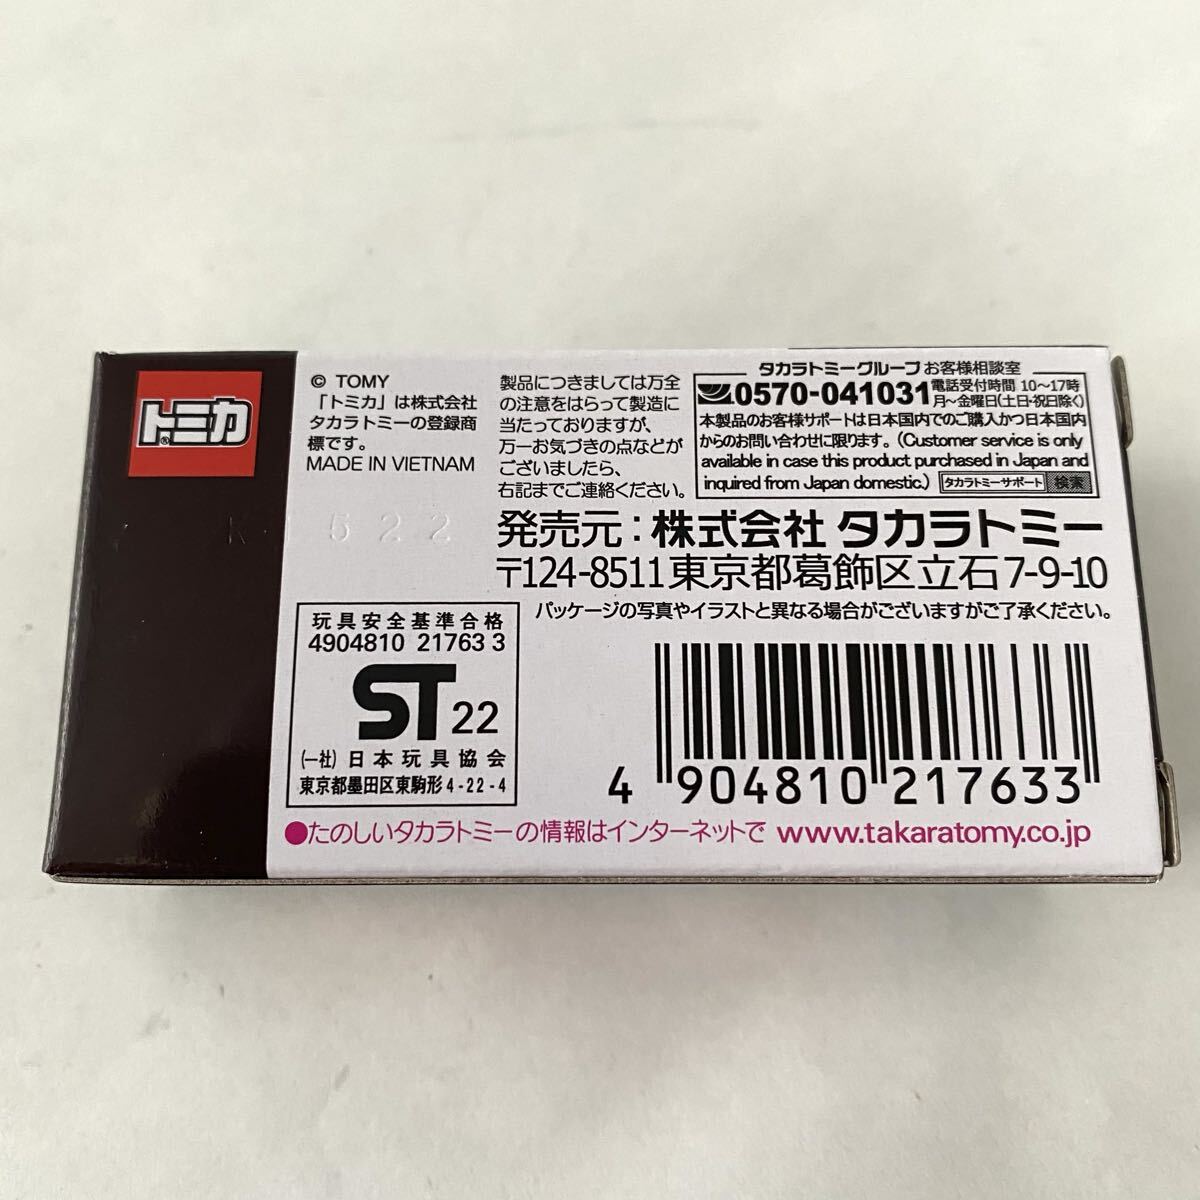 トミカ®
© TOMY
「トミカ」は株式会社
タカラトミーの登録商
標です。
MADE IN VIETNAM
製品につきましては万全
の注意をはらって製造に
当たっておりますが、
万一お気づきの点などが
ございましたら、
右記までご連絡ください。
タカラトミーグループ お客様相談室
0570-041031 電話受付時間 10～17時
月～金曜日(土日・祝日除く)
本製品のお客様サポートは日本国内でのご購入かつ日本国内
からのお問い合わせに限ります。(Customer service is only
available in case this product purchased in Japan and
inquired from Japan domestic.) タカラトミーサポート 検索
K 522
発売元：株式会社 タカラトミー
〒124-8511 東京都葛飾区立石7-9-10
パッケージの写真やイラストと異なる場合がございますがご了承ください。
玩具安全基準合格
4904810 21763 3
ST 22
(一社) 日本玩具協会
東京都墨田区東駒形4-22-4
4 904810 217633
●たのしいタカラトミーの情報はインターネットで www.takaratomy.co.jp